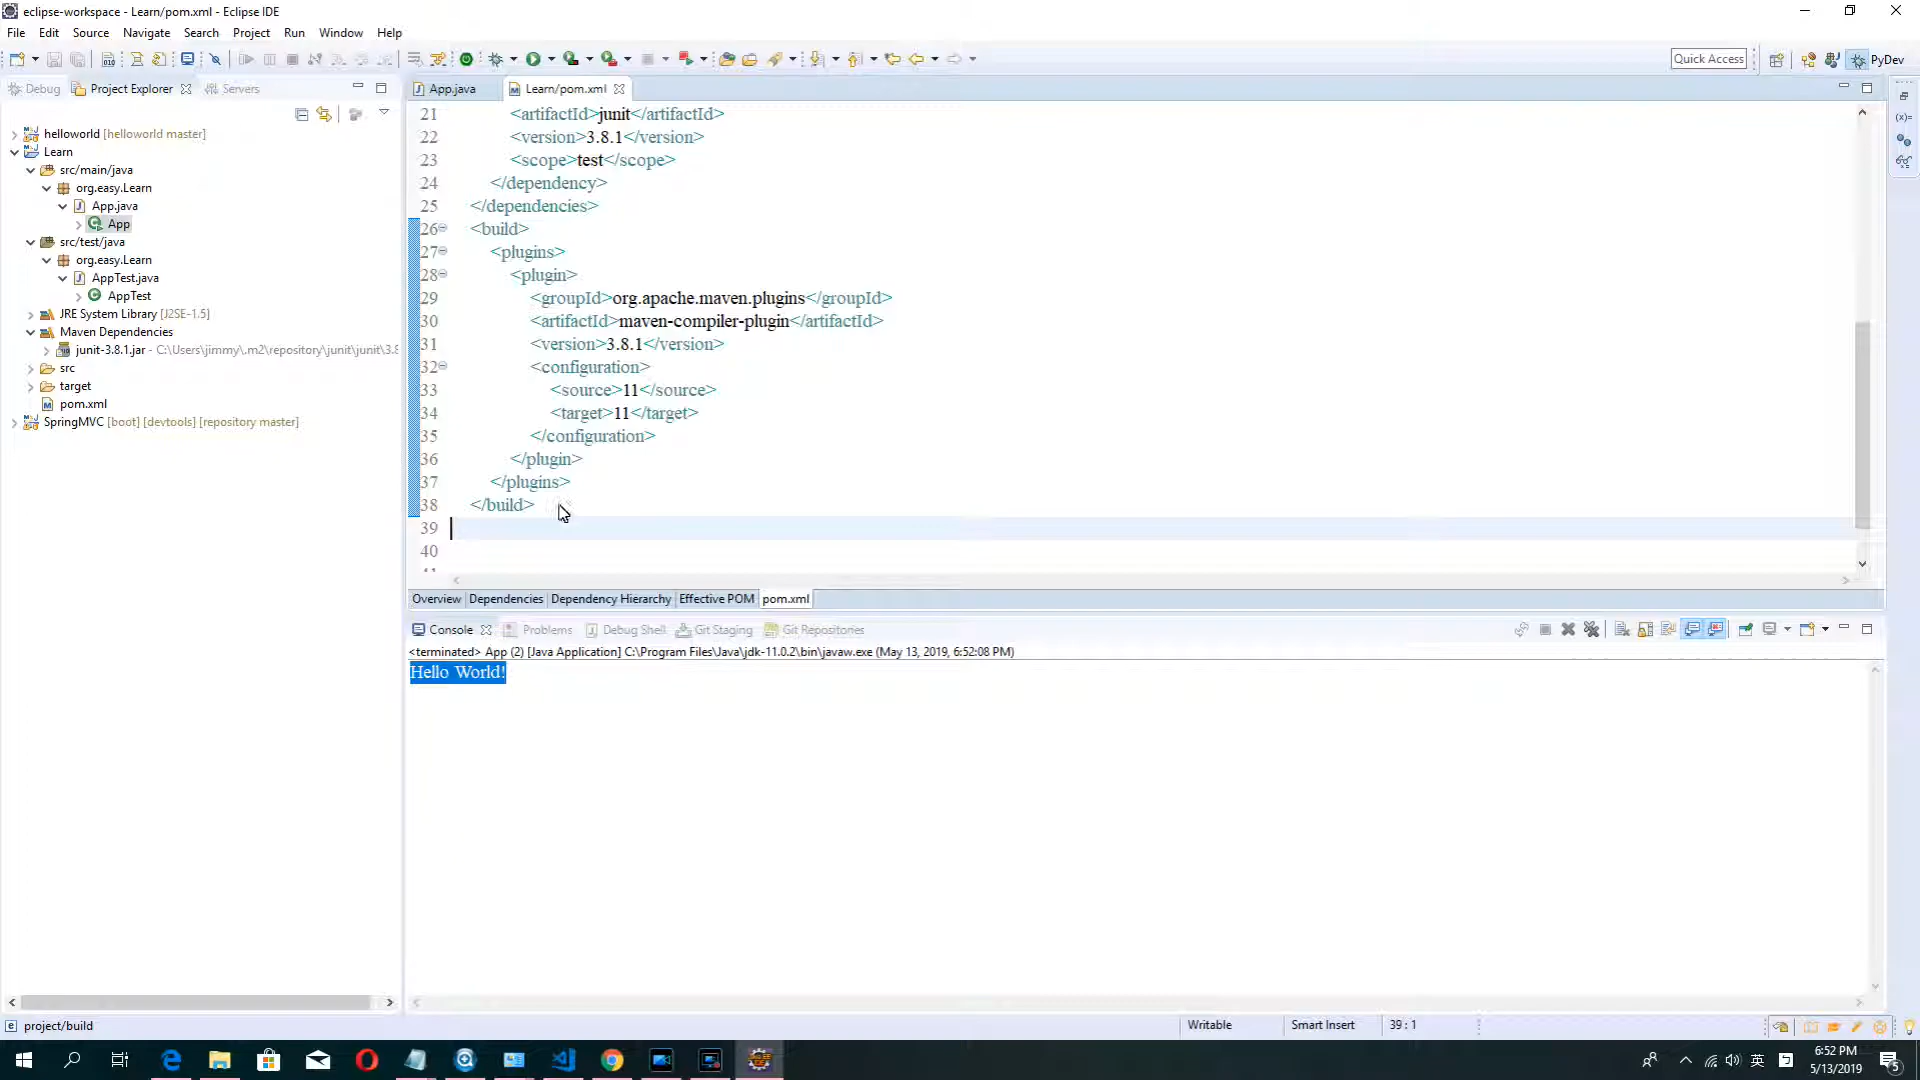 eclipse-workspace - Learn/pom.xml - Eclipse IDE
File Edit Source Navigate Search Project Run Window Help
Quick Access
PyDev
Debug Project Explorer Servers
helloworld [helloworld master]
Learn
src/main/java
org.easy.Learn
App.java
App
src/test/java
org.easy.Learn
AppTest.java
AppTest
JRE System Library [J2SE-1.5]
Maven Dependencies
junit-3.8.1.jar - C:\Users\jimmy\.m2\repository\junit\junit\3.8
src
target
pom.xml
SpringMVC [boot] [devtools] [repository master]
App.java Learn/pom.xml
21 <artifactId>junit</artifactId>
22 <version>3.8.1</version>
23 <scope>test</scope>
24 </dependency>
25 </dependencies>
26 <build>
27 <plugins>
28 <plugin>
29 <groupId>org.apache.maven.plugins</groupId>
30 <artifactId>maven-compiler-plugin</artifactId>
31 <version>3.8.1</version>
32 <configuration>
33 <source>11</source>
34 <target>11</target>
35 </configuration>
36 </plugin>
37 </plugins>
38 </build>
39
40
Overview Dependencies Dependency Hierarchy Effective POM pom.xml
Console Problems Debug Shell Git Staging Git Repositories
<terminated> App (2) [Java Application] C:\Program Files\Java\jdk-11.0.2\bin\javaw.exe (May 13, 2019, 6:52:08 PM)
Hello World!
project/build Writable Smart Insert 39 : 1
英
6:52 PM
5/13/2019
5